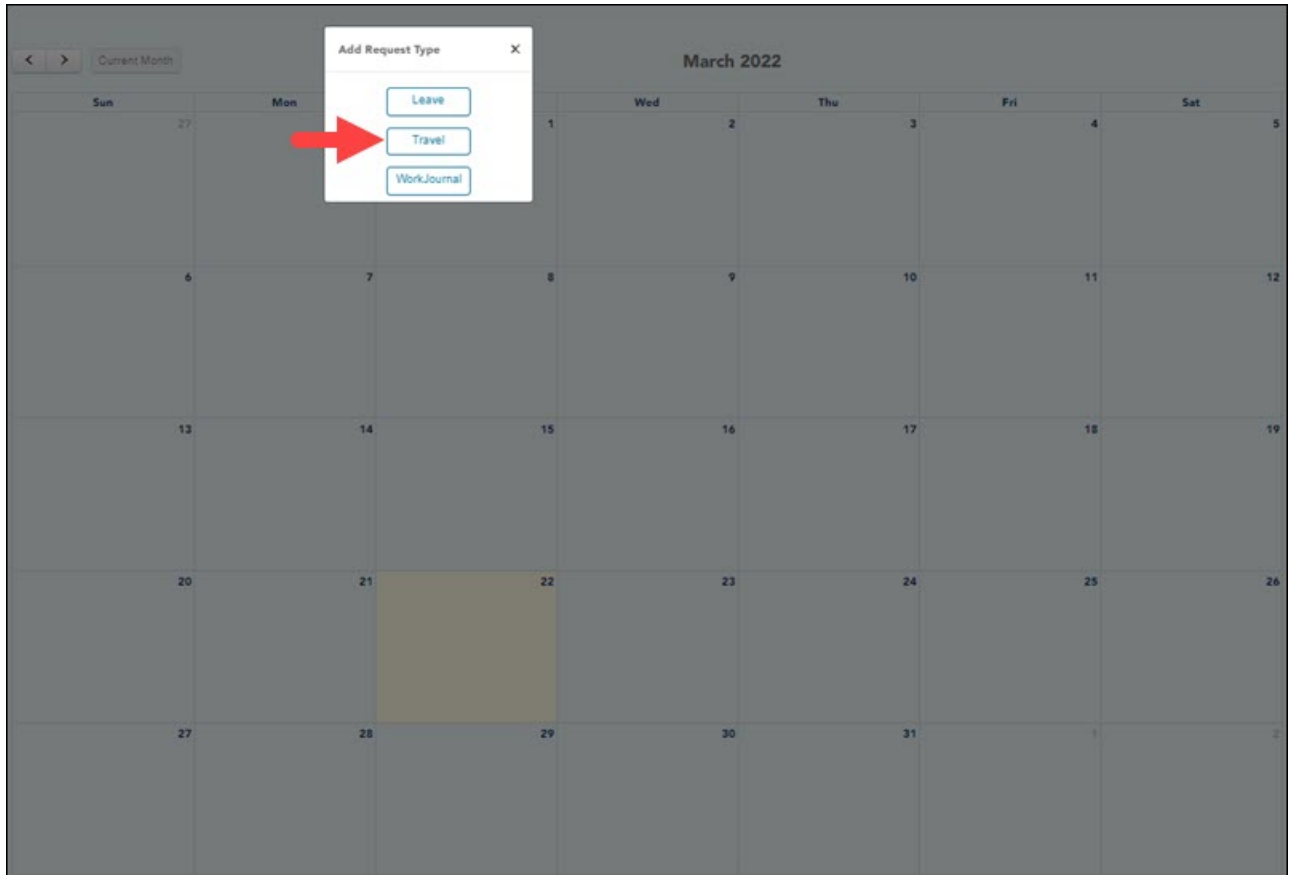 Add Request Type ×
< > Current Month March 2022
Leave
Sun Mon Wed Thu Fri Sat
27 1 2 3 4 5
Travel
WorkJournal
6 7 8 9 10 11 12
13 14 15 16 17 18 19
20 21 22 23 24 25 26
27 28 29 30 31 1 2